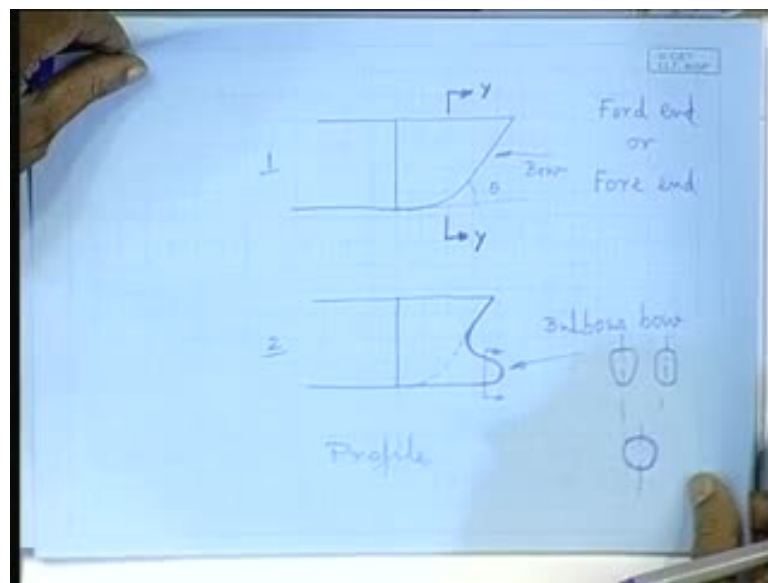 Y
Ford end
or
Fore end
1
Bow
θ
Y
2
Bulbous bow
Profile